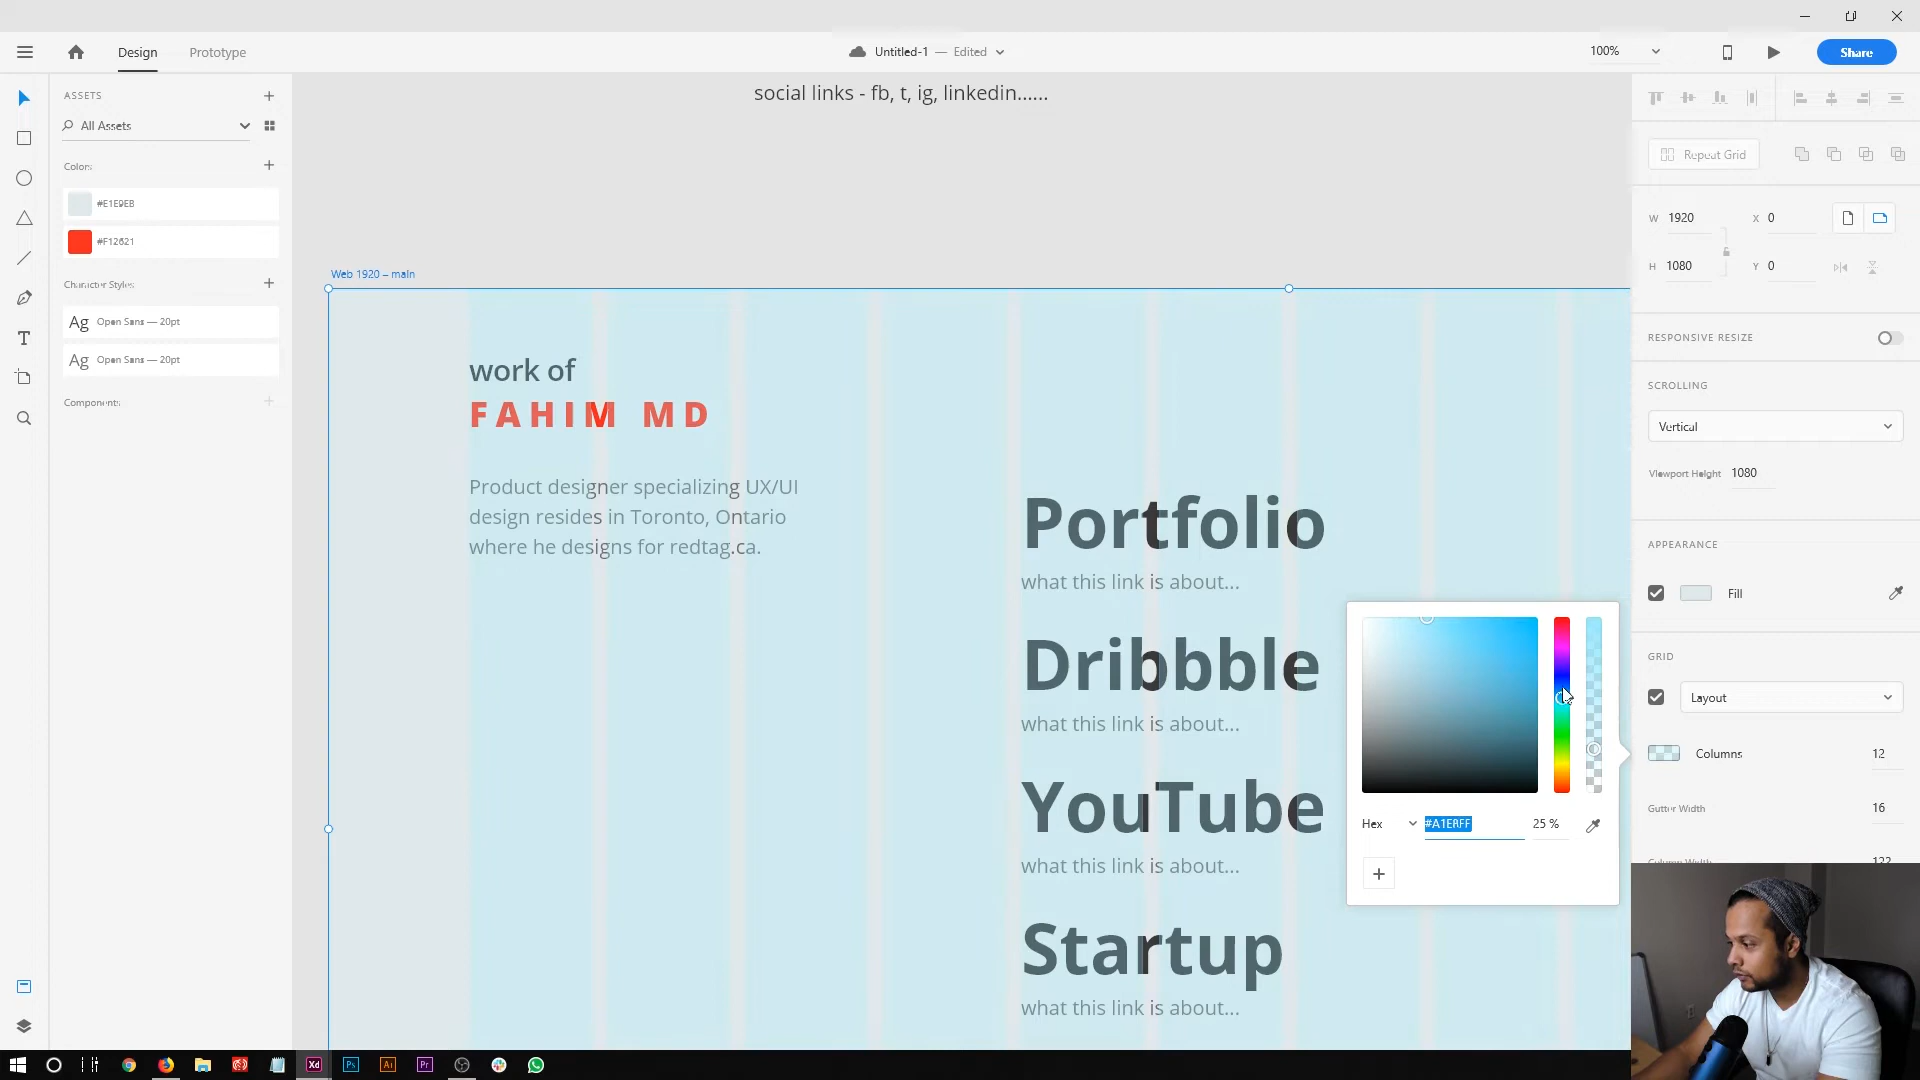 Design
Prototype
Untitled-1 — Edited
100%
Share
ASSETS
All Assets
Colors
#E1E9EB
#F12621
Character Styles
Ag Open Sans — 20pt
Ag Open Sans — 20pt
Components
social links - fb, t, ig, linkedin......
Web 1920 – main
work of
FAHIM MD
Product designer specializing UX/UI
design resides in Toronto, Ontario
where he designs for redtag.ca.
Portfolio
what this link is about...
Dribbble
what this link is about...
YouTube
what this link is about...
Startup
what this link is about...
Hex
25 %
Repeat Grid
W 1920
X 0
H 1080
Y 0
RESPONSIVE RESIZE
SCROLLING
Vertical
Viewport Height 1080
APPEARANCE
Fill
GRID
Layout
Columns 12
Gutter Width 16
Xd
Ps
Ai
Pr